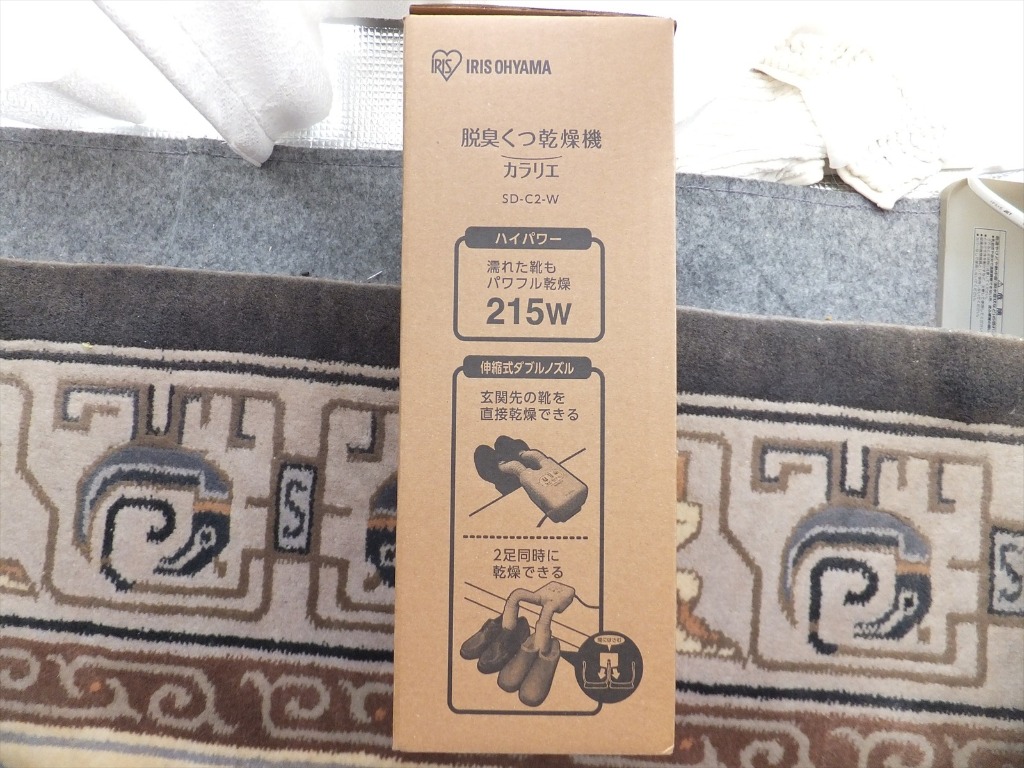 IRIS IRIS OHYAMA
脱臭くつ乾燥機
カラリエ
SD-C2-W
ハイパワー
濡れた靴も
パワフル乾燥
215W
伸縮式ダブルノズル
玄関先の靴を
直接乾燥できる
2足同時に
乾燥できる